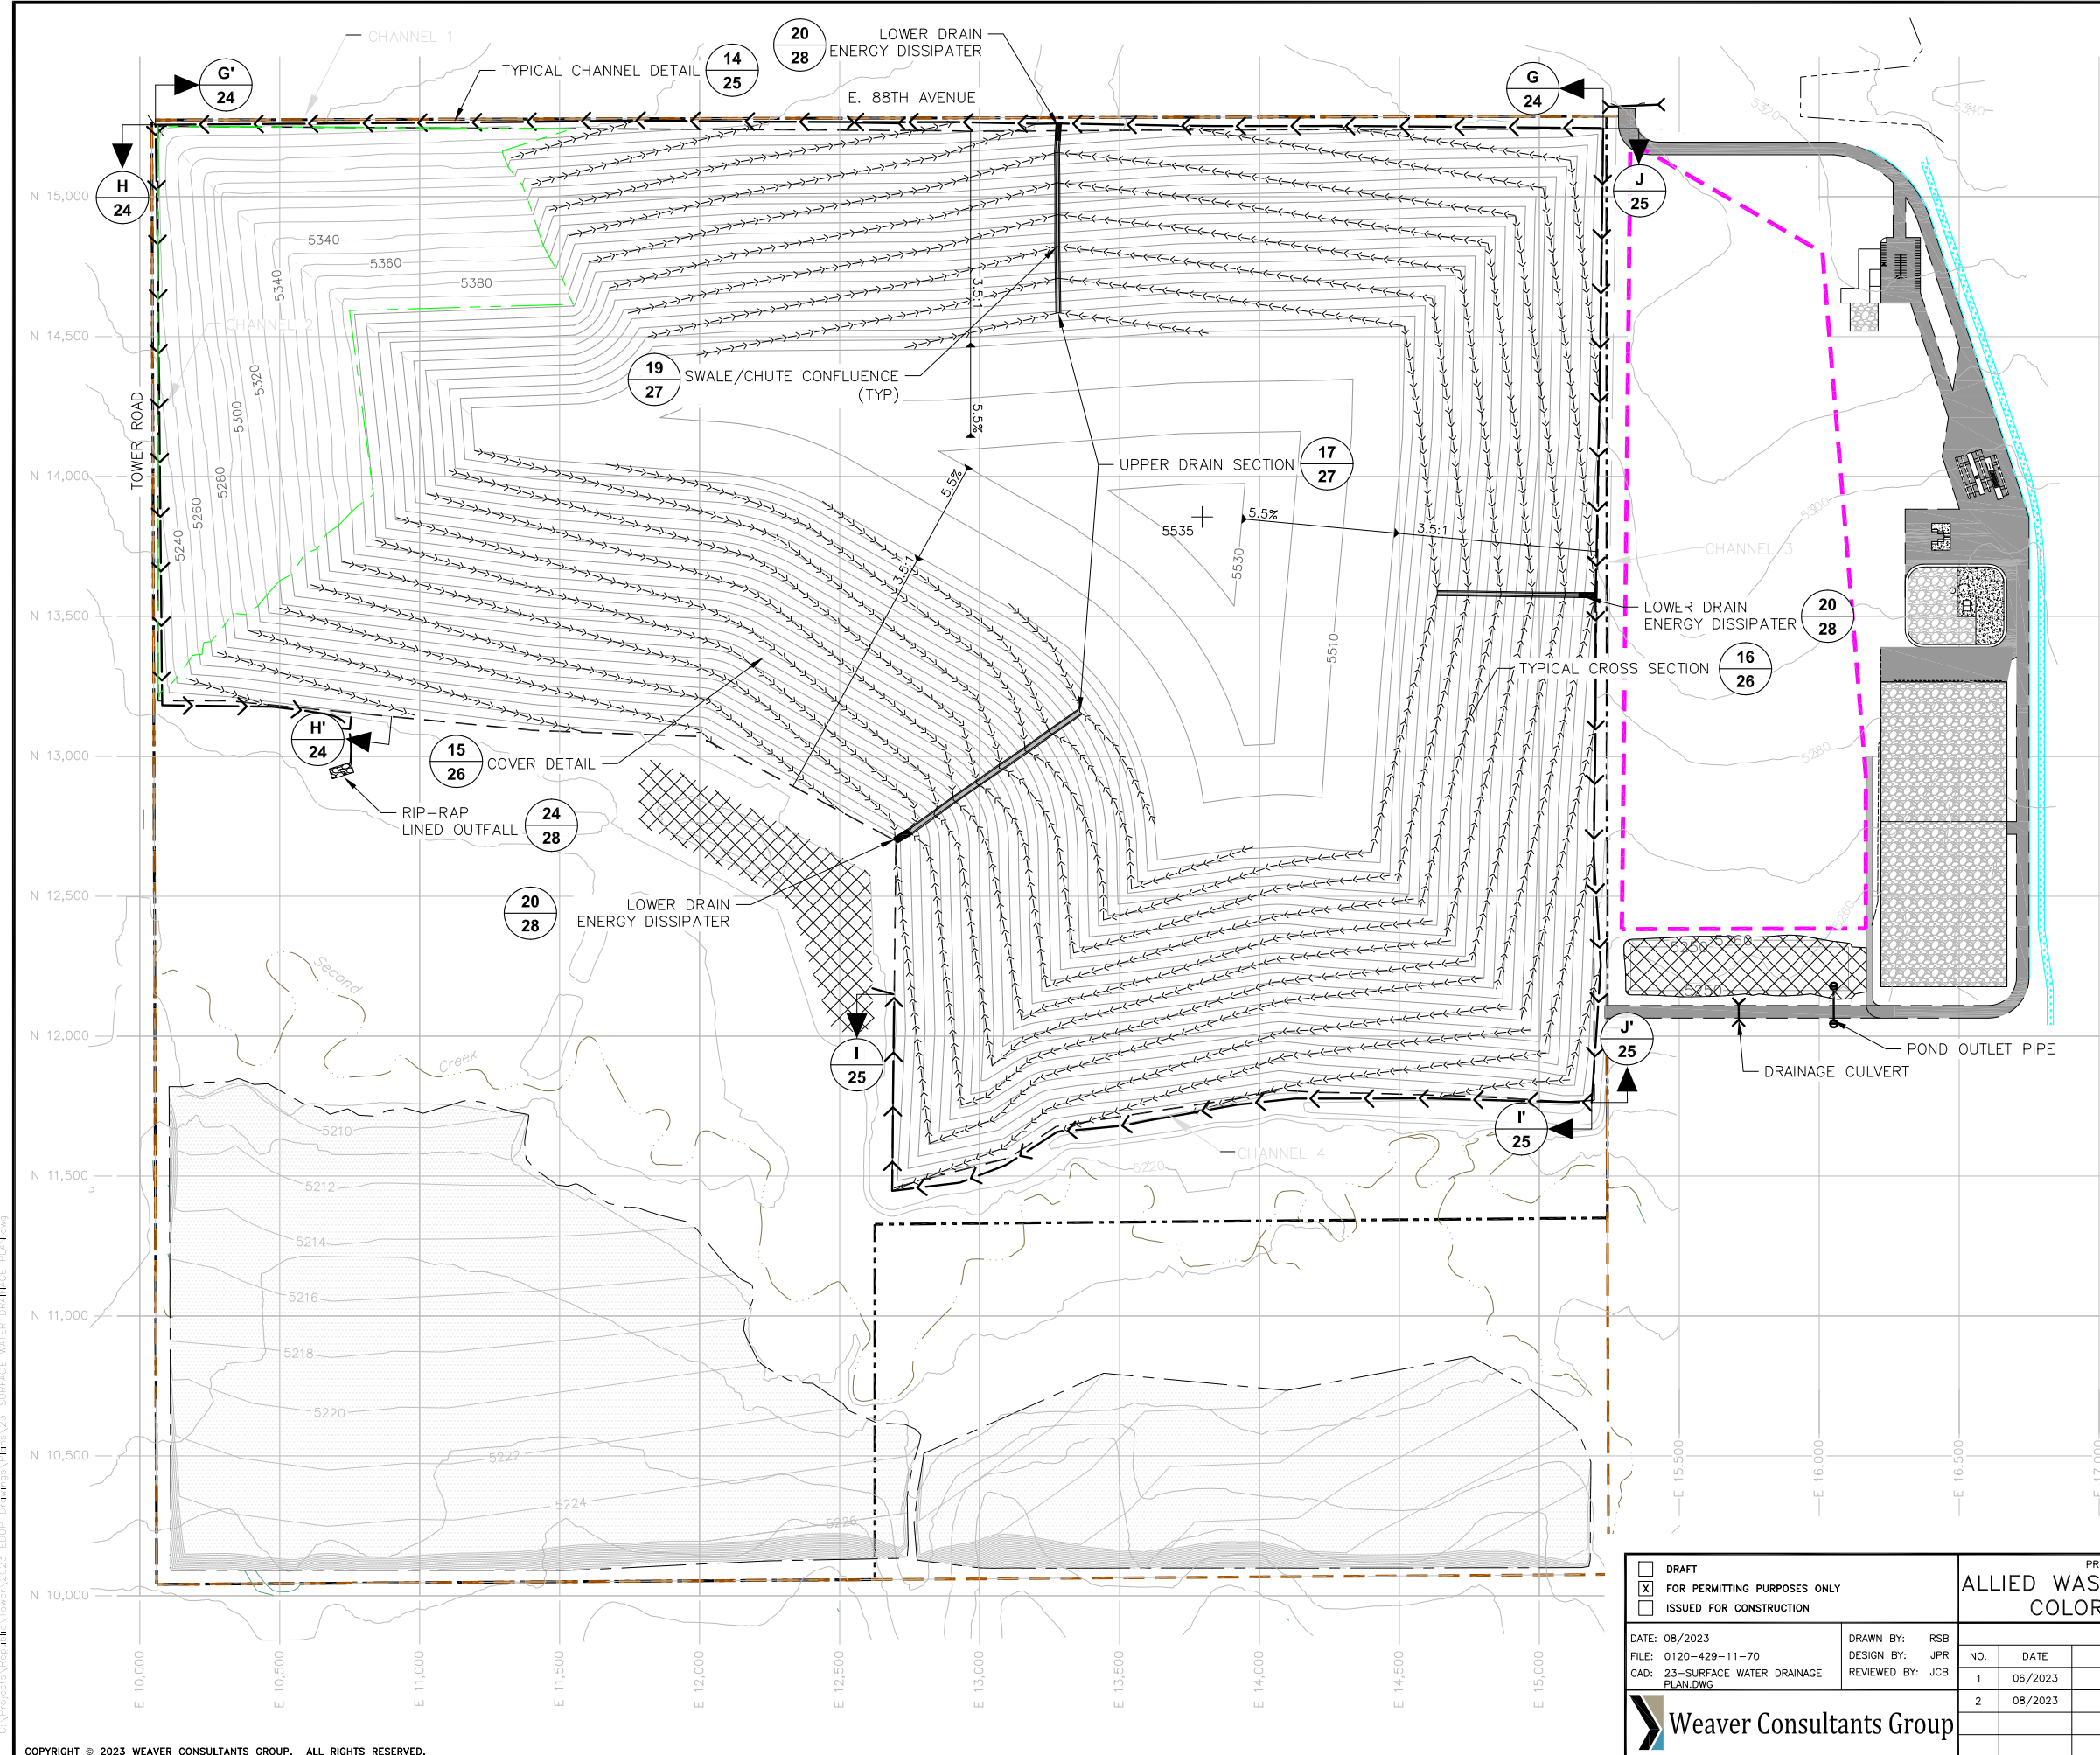 CHANNEL 1
20
28
LOWER DRAIN
ENERGY DISSIPATER
G'
24
TYPICAL CHANNEL DETAIL
14
25
E. 88TH AVENUE
G
24
5320
5340
H
24
J
25
N 15,000
5340
5360
5380
5340
CHANNEL 2
3.5:1
N 14,500
5320
5300
19
27
SWALE/CHUTE CONFLUENCE
(TYP)
5.5%
TOWER ROAD
N 14,000
5280
5260
5240
5.5%
UPPER DRAIN SECTION
17
27
5.5%
5535
5530
3.5:1
3.5:1
5300
CHANNEL 3
N 13,500
LOWER DRAIN
ENERGY DISSIPATER
20
28
5510
TYPICAL CROSS SECTION
16
26
H'
24
N 13,000
15
26
COVER DETAIL
5280
RIP-RAP
LINED OUTFALL
24
28
N 12,500
20
28
LOWER DRAIN
ENERGY DISSIPATER
5260
5250
5260
5250
Second
Creek
N 12,000
I
25
J'
25
POND OUTLET PIPE
DRAINAGE CULVERT
I'
25
CHANNEL 4
5220
5210
N 11,500
5212
5214
5216
N 11,000
5218
5220
5222
N 10,500
5224
5226
N 10,000
E 10,000
E 10,500
E 11,000
E 11,500
E 12,000
E 12,500
E 13,000
E 13,500
E 14,000
E 14,500
E 15,000
E 15,500
E 16,000
E 16,500
E 17,000
DRAFT
X FOR PERMITTING PURPOSES ONLY
ISSUED FOR CONSTRUCTION
PR
ALLIED WAS
COLOR
DATE: 08/2023
FILE: 0120-429-11-70
CAD: 23-SURFACE WATER DRAINAGE
PLAN.DWG
DRAWN BY: RSB
DESIGN BY: JPR
REVIEWED BY: JCB
NO. DATE
1 06/2023
2 08/2023
Weaver Consultants Group
COPYRIGHT © 2023 WEAVER CONSULTANTS GROUP. ALL RIGHTS RESERVED.